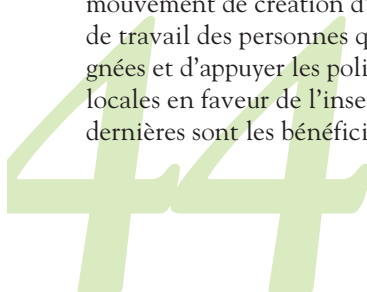 mouvement de création d'
de travail des personnes q
gnées et d'appuyer les poli
locales en faveur de l'inse
dernières sont les bénéfici
44